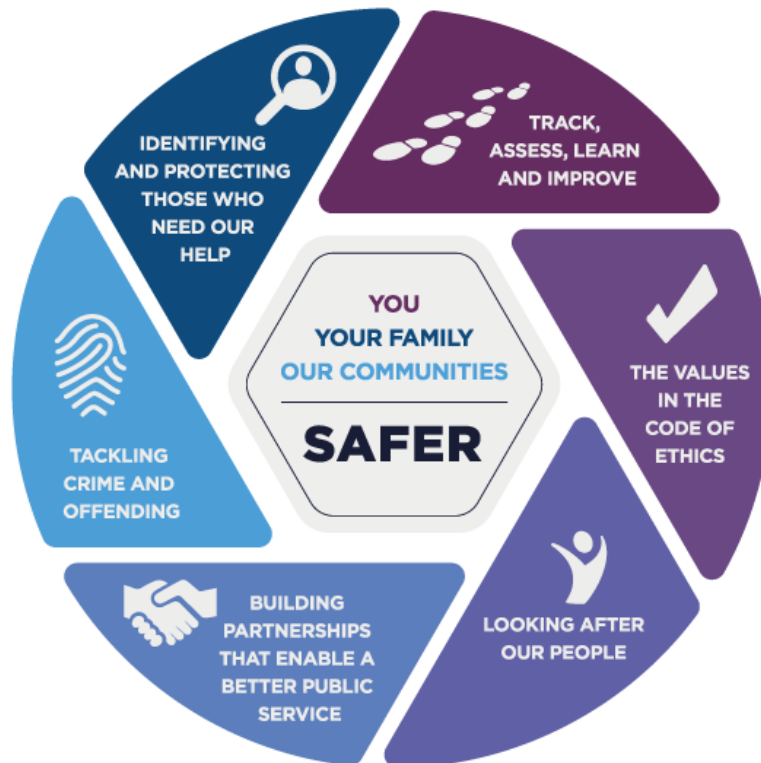 IDENTIFYING
AND PROTECTING
THOSE WHO
NEED OUR
HELP
TRACK,
ASSESS, LEARN
AND IMPROVE
THE VALUES
IN THE
CODE OF
ETHICS
LOOKING AFTER
OUR PEOPLE
BUILDING
PARTNERSHIPS
THAT ENABLE A
BETTER PUBLIC
SERVICE
TACKLING
CRIME AND
OFFENDING
YOU
YOUR FAMILY
OUR COMMUNITIES
SAFER